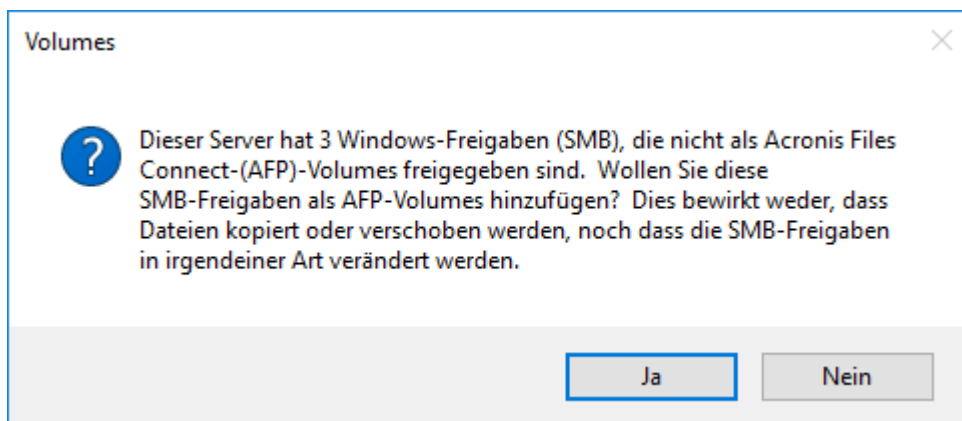 Volumes
Dieser Server hat 3 Windows-Freigaben (SMB), die nicht als Acronis Files
Connect-(AFP)-Volumes freigegeben sind.  Wollen Sie diese
SMB-Freigaben als AFP-Volumes hinzufügen?  Dies bewirkt weder, dass
Dateien kopiert oder verschoben werden, noch dass die SMB-Freigaben
in irgendeiner Art verändert werden.
Ja
Nein